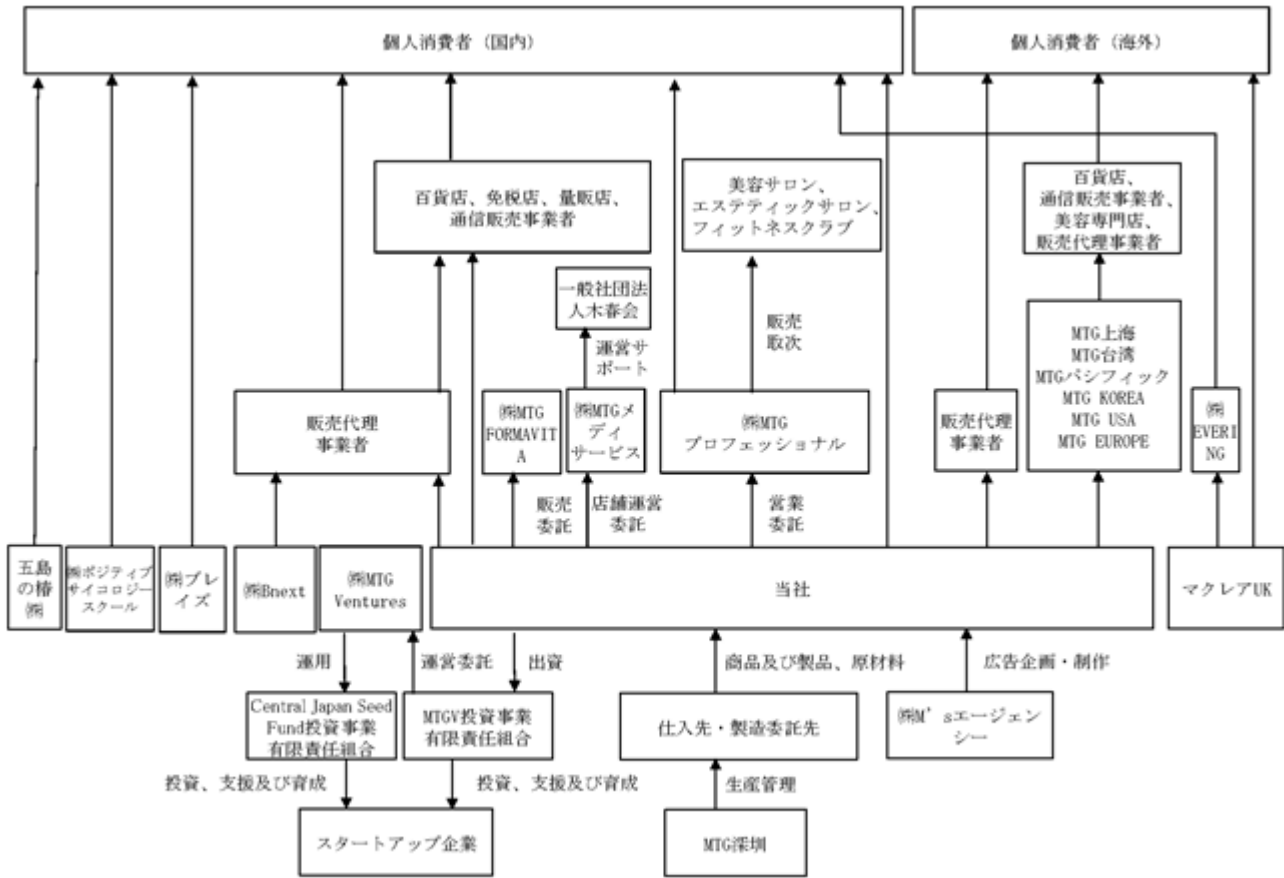 個人消費者（国内）
個人消費者（海外）
百貨店、免税店、量販店、
通信販売事業者
美容サロン、
エステティックサロン、
フィットネスクラブ
百貨店、
通信販売事業者、
美容専門店、
販売代理事業者
一般社団法
人木春会
販売
取次
運営サ
ポート
MTG上海
MTG台湾
MTGパシフィック
MTG KOREA
MTG USA
MTG EUROPE
販売代理
事業者
㈱MTG
FORMAVIT
A
㈱MTGメ
ディ
サービス
㈱MTG
プロフェッショナル
販売代理
事業者
㈱
EVERI
NG
販売
委託
店舗運営
委託
営業
委託
五島
の椿
㈱
㈱ポジティブ
サイコロジー
スクール
㈱ブレ
イズ
㈱Bnext
㈱MTG
Ventures
当社
マクレアUK
運用
運営委託
出資
商品及び製品、原材料
広告企画・制作
Central Japan Seed
Fund投資事業
有限責任組合
MTGV投資事業
有限責任組合
仕入先・製造委託先
㈱M’sエージェン
シー
投資、支援及び育成
投資、支援及び育成
生産管理
スタートアップ企業
MTG深圳